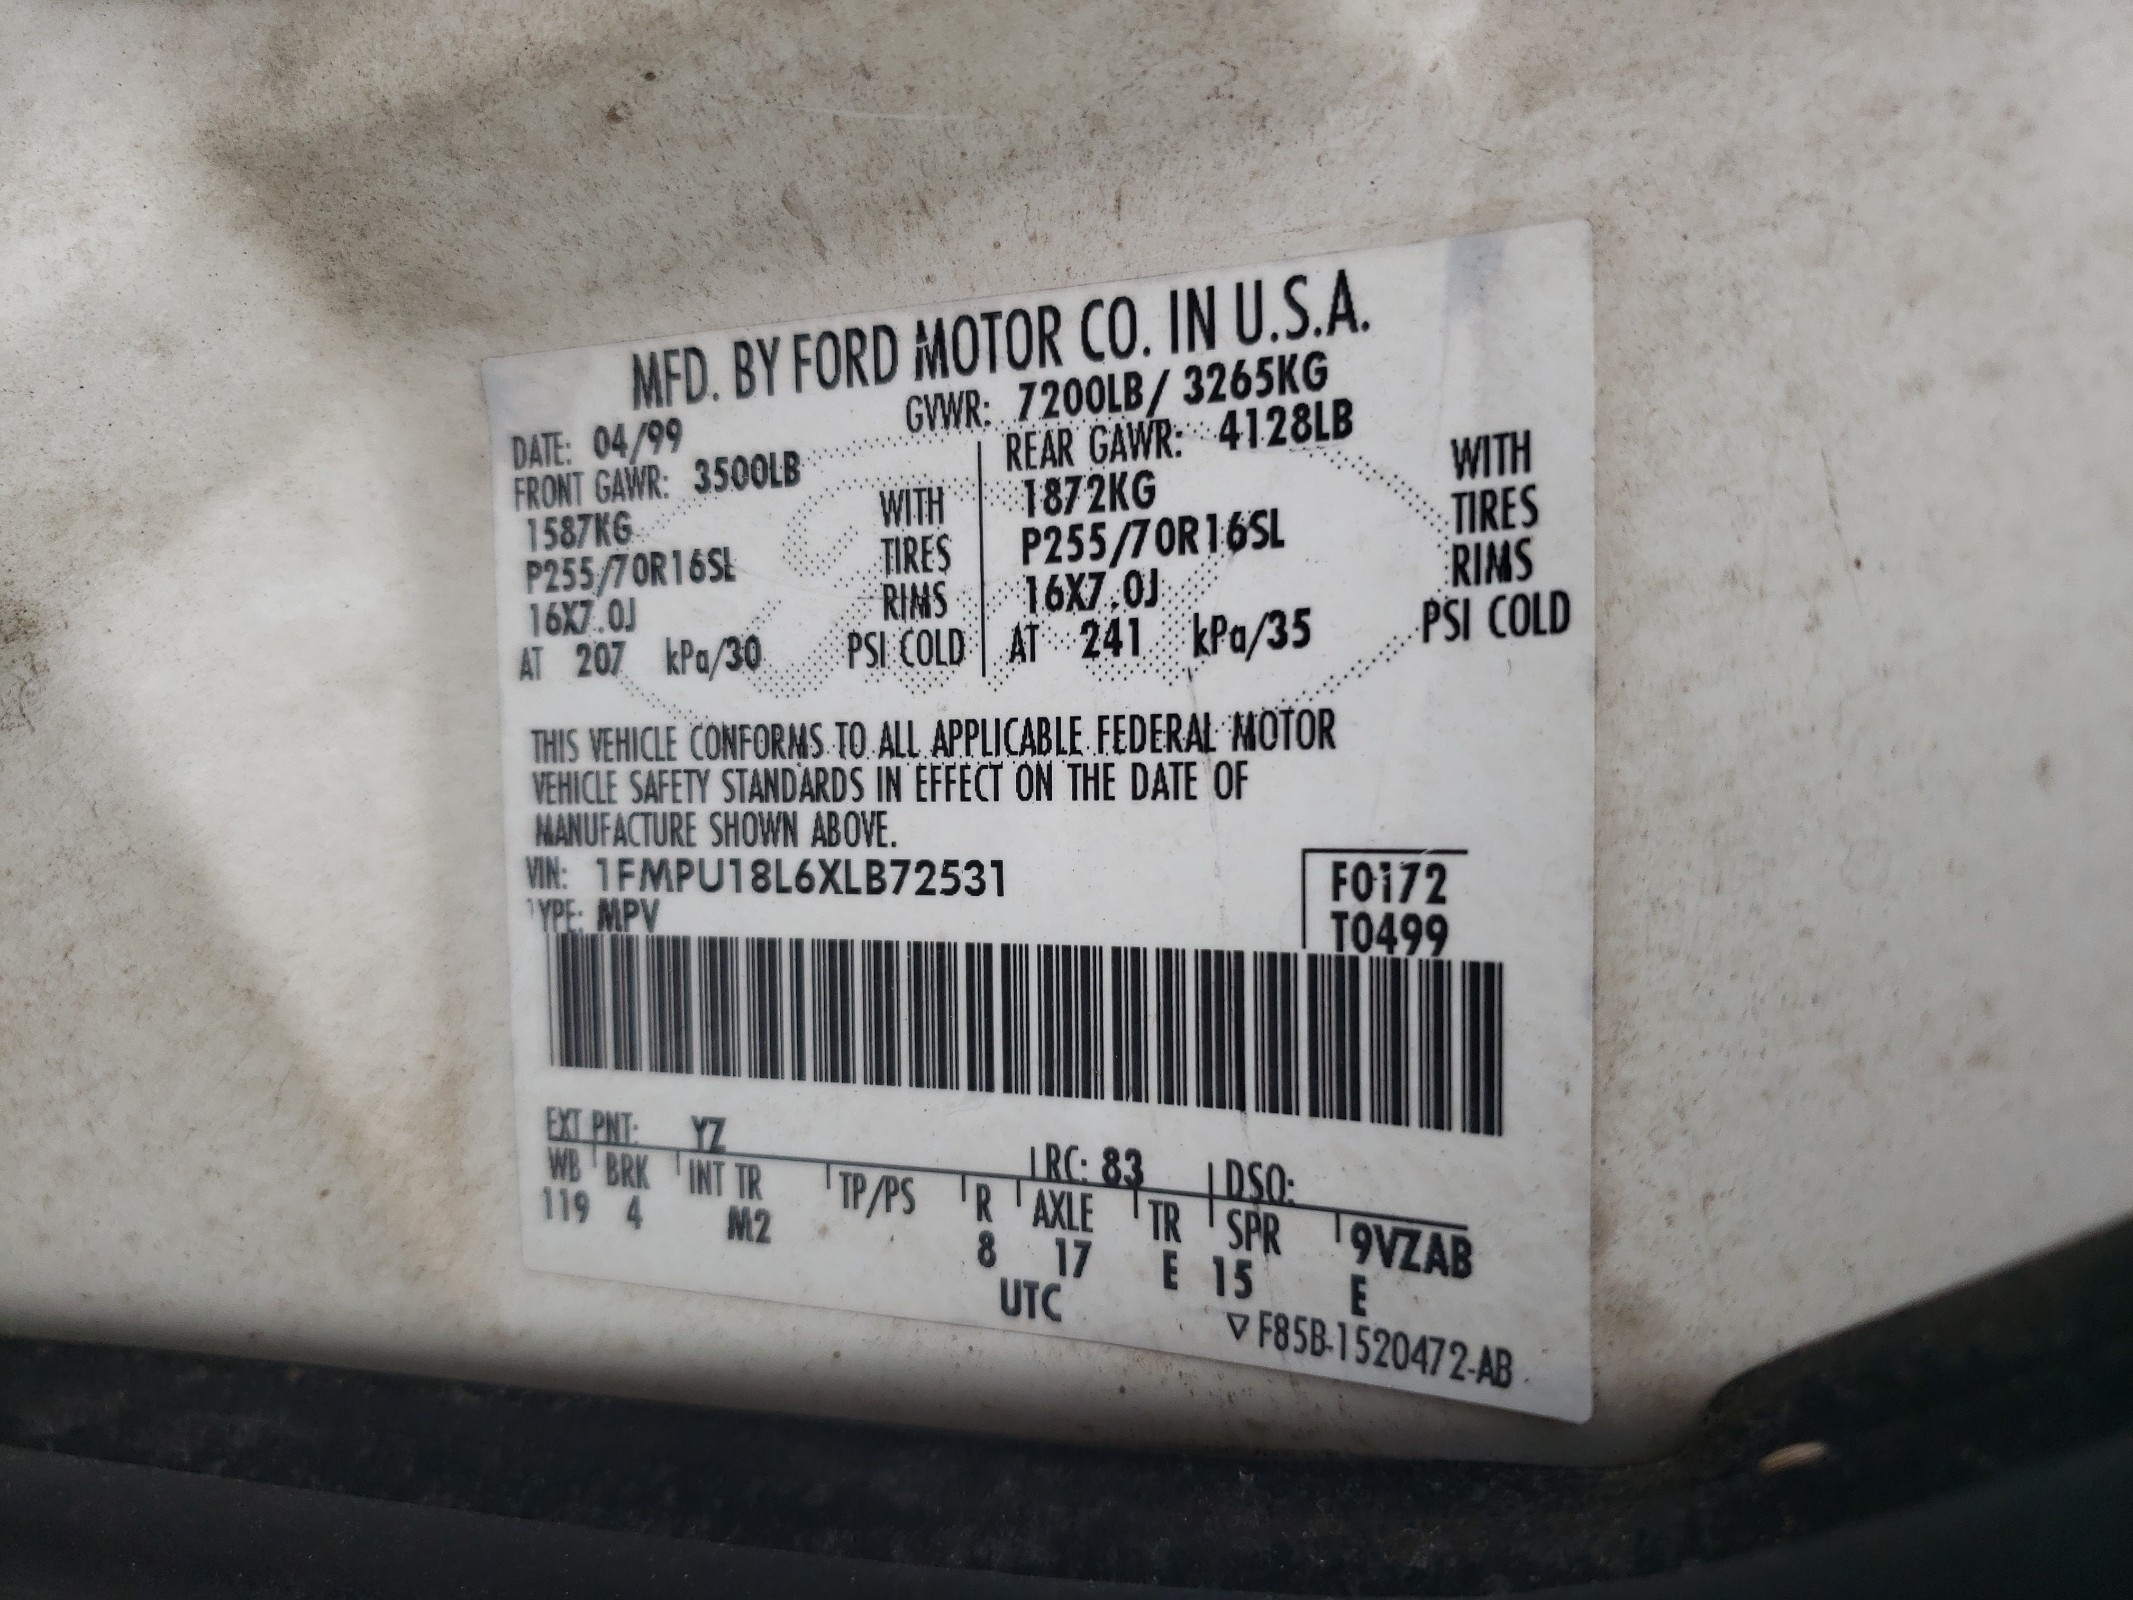 MFD. BY FORD MOTOR CO. IN U.S.A.
DATE: 04/99 GVWR: 7200LB/ 3265KG
FRONT GAWR: 3500LB REAR GAWR: 4128LB
1587KG WITH 1872KG WITH
P255/70R16SL TIRES P255/70R16SL TIRES
16X7.0J RIMS 16X7.0J RIMS
AT 207 kPa/30 PSI COLD AT 241 kPa/35 PSI COLD
THIS VEHICLE CONFORMS TO ALL APPLICABLE FEDERAL MOTOR
VEHICLE SAFETY STANDARDS IN EFFECT ON THE DATE OF
MANUFACTURE SHOWN ABOVE.
VIN: 1FMPU18L6XLB72531 F0172
TYPE: MPV T0499
EXT PNT: YZ RC: 83 DSO:
WB BRK INT TR TP/PS R AXLE TR SPR 9VZAB
119 4 M2 8 17 E 15 E
UTC
▽ F85B-1520472-AB